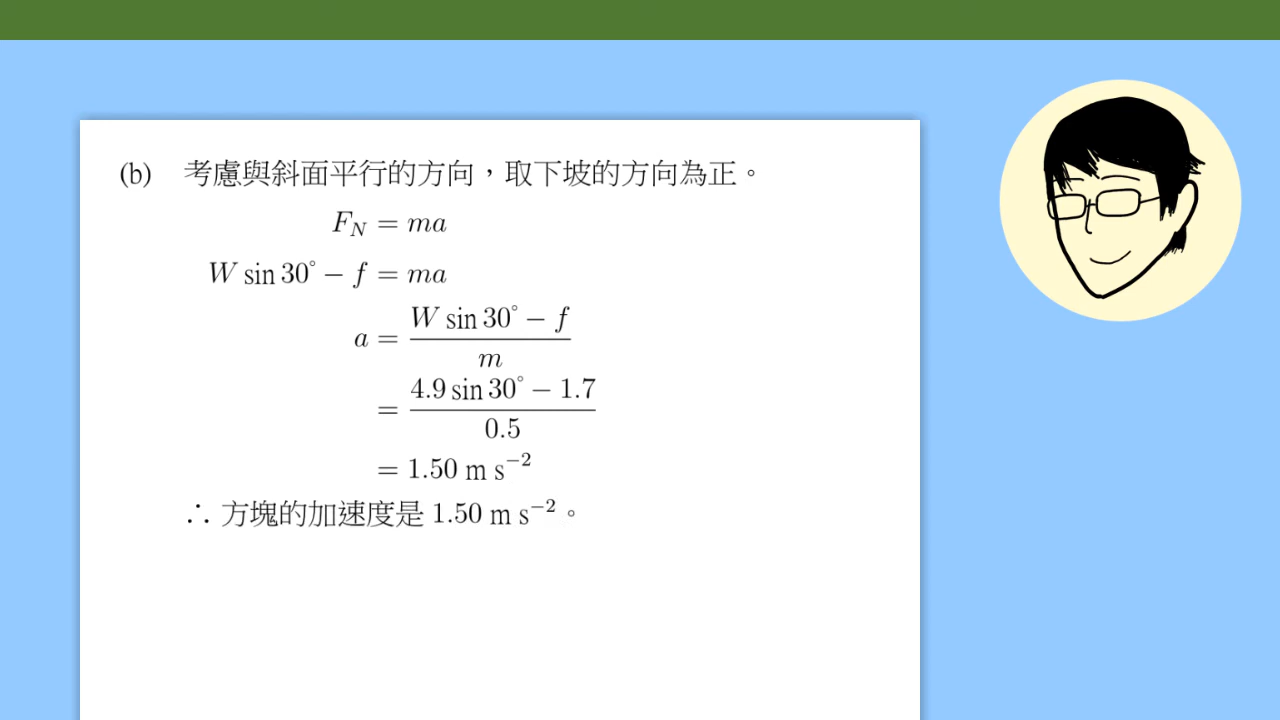 (b) 考慮與斜面平行的方向，取下坡的方向為正。
F_N = ma
W sin 30° − f = ma
a = \frac{W sin 30° − f}{m}
= \frac{4.9 sin 30° − 1.7}{0.5}
= 1.50 m s⁻²
∴ 方塊的加速度是 1.50 m s⁻²。